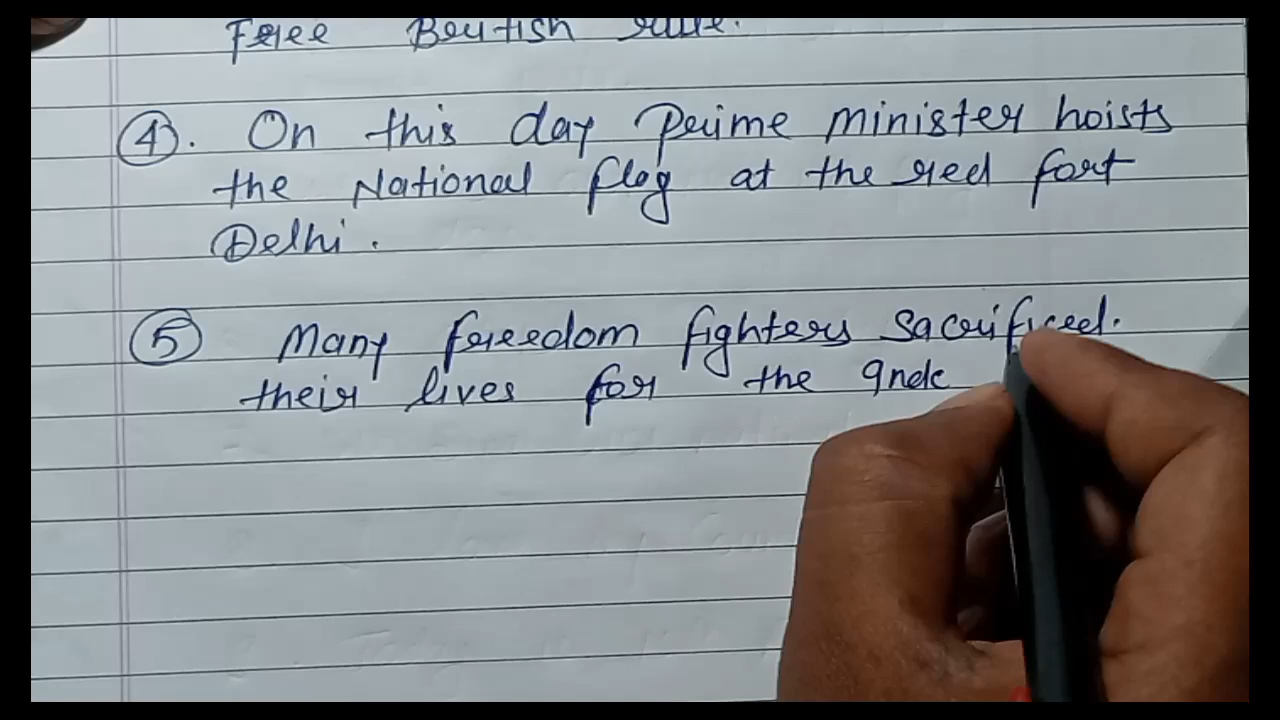 Free British rule.
4. On this day Prime minister hoists
the National flag at the red fort
Delhi.
5 Many freedom fighters sacrificed.
their lives for the